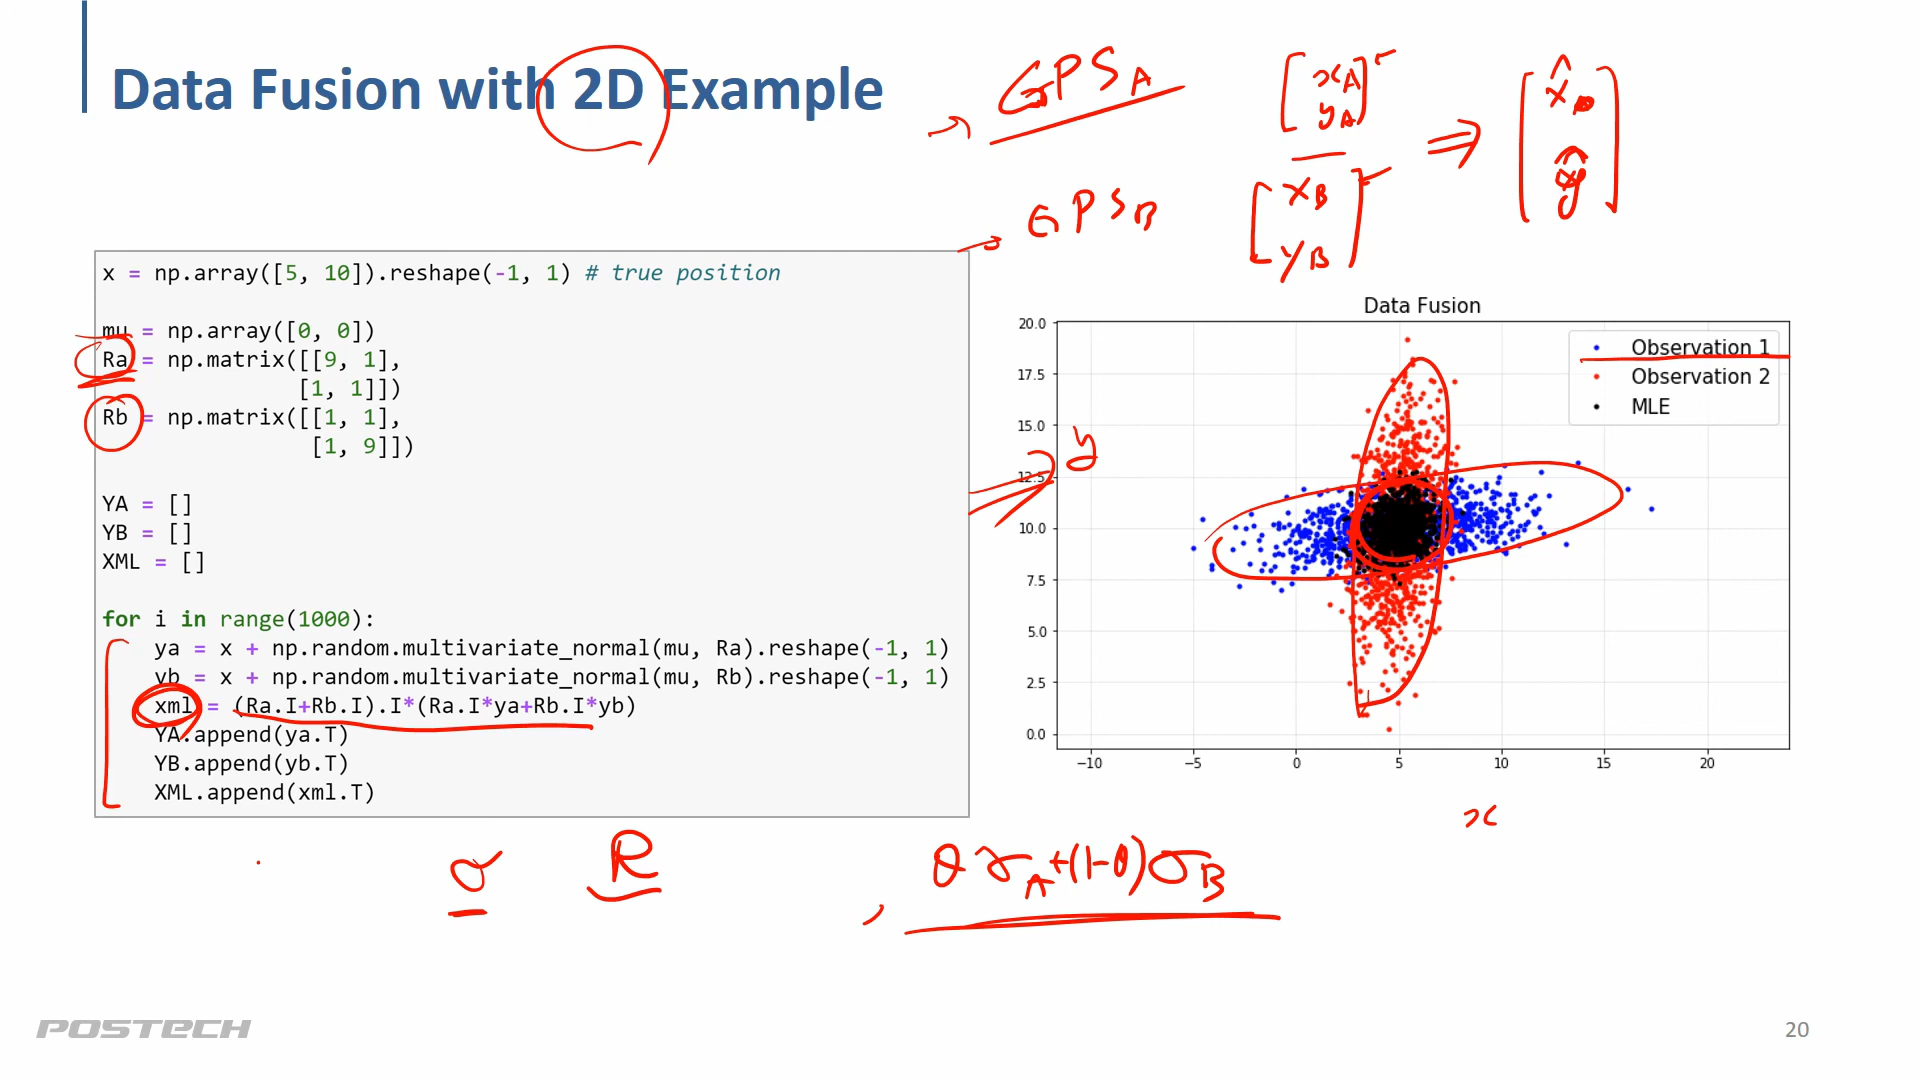 Data Fusion with 2D Example
GPS A
[xA
yA]
⇒
[x̂
ŷ]
GPS B
[xB
yB]
x = np.array([5, 10]).reshape(-1, 1) # true position
mu = np.array([0, 0])
Ra = np.matrix([[9, 1],
[1, 1]])
Rb = np.matrix([[1, 1],
[1, 9]])
YA = []
YB = []
XML = []
for i in range(1000):
ya = x + np.random.multivariate_normal(mu, Ra).reshape(-1, 1)
yb = x + np.random.multivariate_normal(mu, Rb).reshape(-1, 1)
xml = (Ra.I+Rb.I).I*(Ra.I*ya+Rb.I*yb)
YA.append(ya.T)
YB.append(yb.T)
XML.append(xml.T)
Data Fusion
Observation 1
Observation 2
MLE
20.0
17.5
15.0
12.5
10.0
7.5
5.0
2.5
0.0
−10 −5 0 5 10 15 20
y
x
σ R , θσA+(1-θ)σB
POSTECH
20